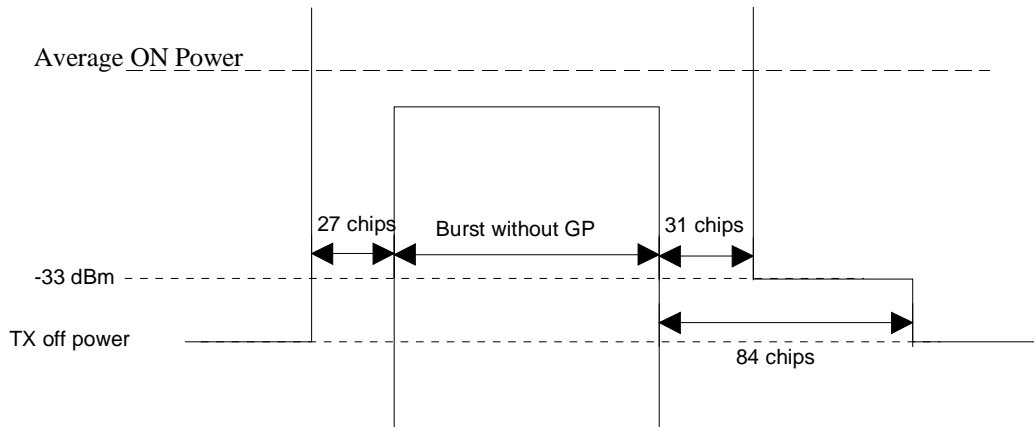 Average ON Power
27 chips
Burst without GP
31 chips
-33 dBm
TX off power
84 chips